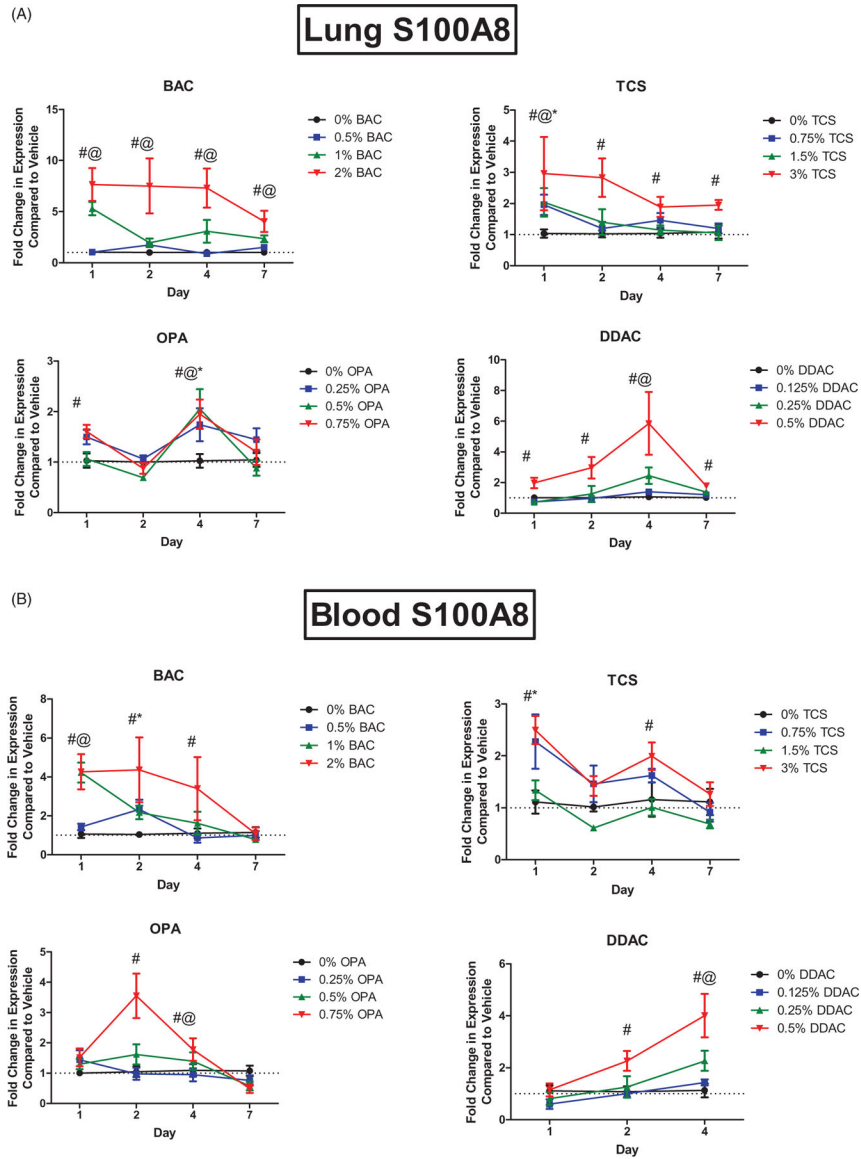 (A)
Lung S100A8
BAC
Fold Change in Expression
Compared to Vehicle
15
10
5
0
#@
#@
#@
#@
1
2
4
7
Day
0% BAC
0.5% BAC
1% BAC
2% BAC
TCS
Fold Change in Expression
Compared to Vehicle
5
4
3
2
1
0
#@*
#
#
#
1
2
4
7
Day
0% TCS
0.75% TCS
1.5% TCS
3% TCS
OPA
Fold Change in Expression
Compared to Vehicle
3
2
1
0
#
#@*
1
2
4
7
Day
0% OPA
0.25% OPA
0.5% OPA
0.75% OPA
DDAC
Fold Change in Expression
Compared to Vehicle
10
8
6
4
2
0
#
#
#@
#
1
2
4
7
Day
0% DDAC
0.125% DDAC
0.25% DDAC
0.5% DDAC
(B)
Blood S100A8
BAC
Fold Change in Expression
Compared to Vehicle
8
6
4
2
0
#@
#*
#
1
2
4
7
Day
0% BAC
0.5% BAC
1% BAC
2% BAC
TCS
Fold Change in Expression
Compared to Vehicle
3
2
1
0
#*
#
1
2
4
7
Day
0% TCS
0.75% TCS
1.5% TCS
3% TCS
OPA
Fold Change in Expression
Compared to Vehicle
5
4
3
2
1
0
#
#@
1
2
4
7
Day
0% OPA
0.25% OPA
0.5% OPA
0.75% OPA
DDAC
Fold Change in Expression
Compared to Vehicle
6
4
2
0
#
#@
1
2
4
Day
0% DDAC
0.125% DDAC
0.25% DDAC
0.5% DDAC